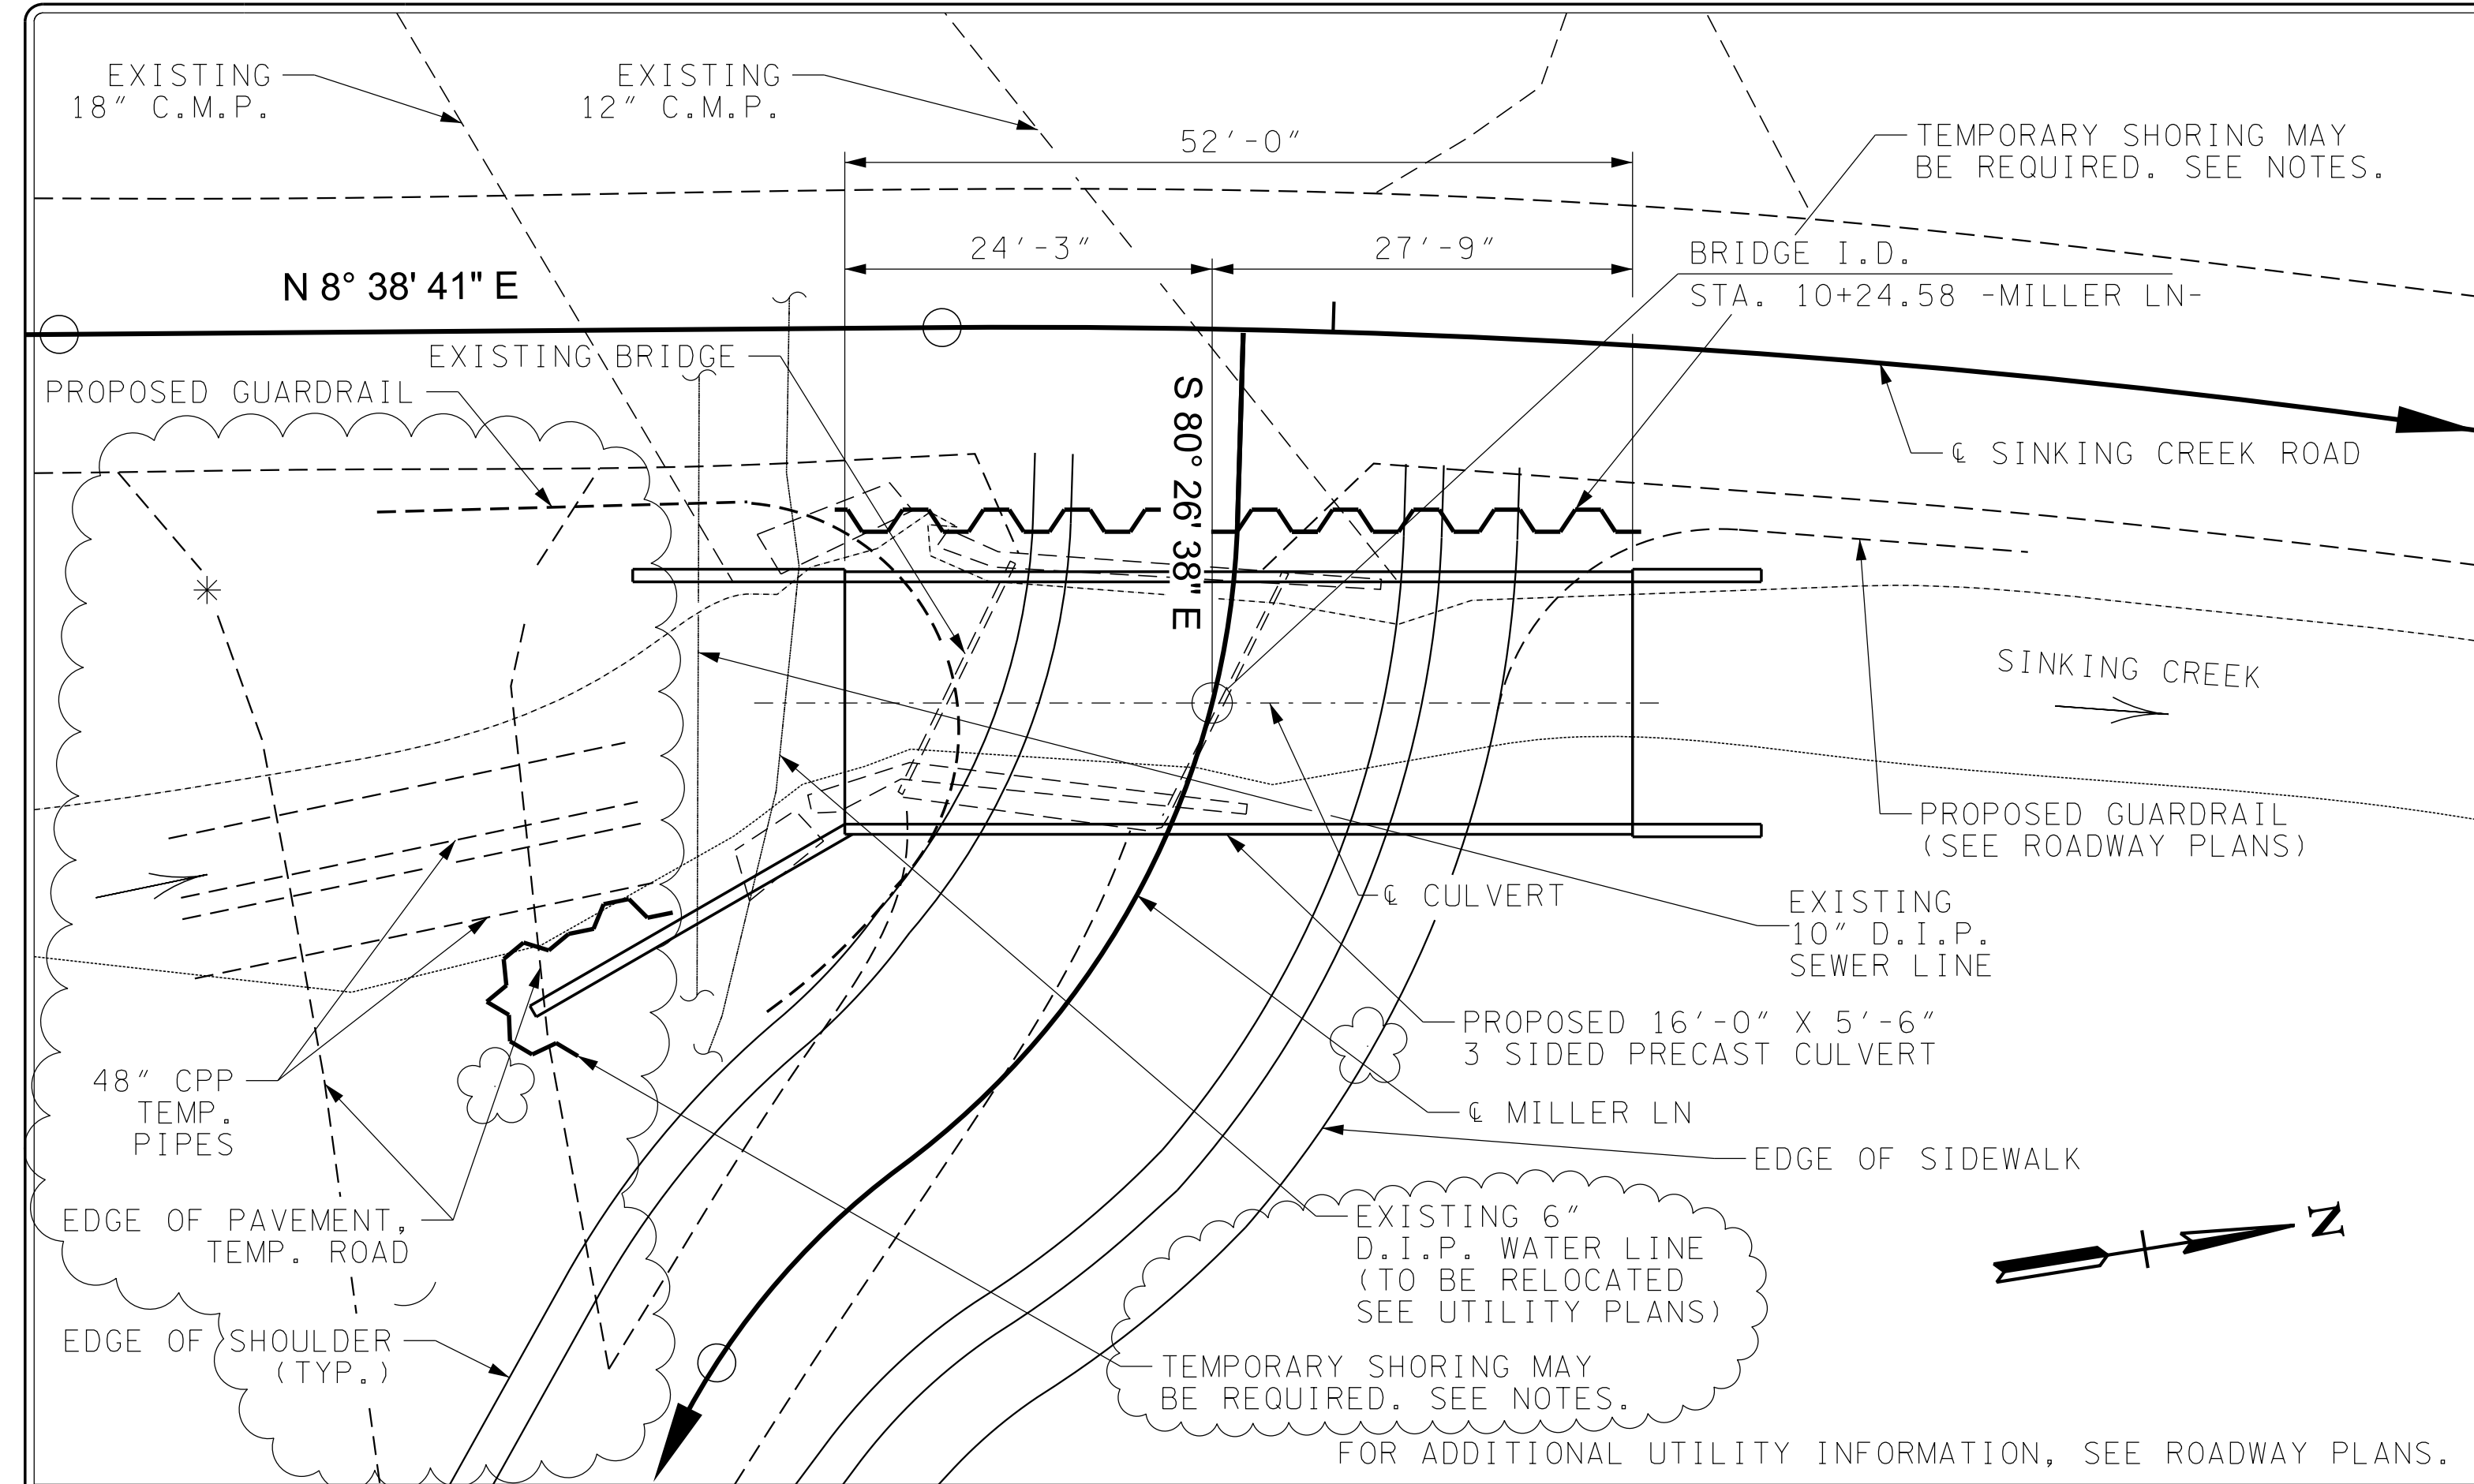 EXISTING
18" C.M.P.
EXISTING
12" C.M.P.
52'-0"
TEMPORARY SHORING MAY
BE REQUIRED. SEE NOTES.
24'-3"
27'-9"
BRIDGE I.D.
STA. 10+24.58 -MILLER LN-
N 8° 38' 41" E
EXISTING BRIDGE
PROPOSED GUARDRAIL
S 80° 26' 38" E
℄ SINKING CREEK ROAD
SINKING CREEK
PROPOSED GUARDRAIL
(SEE ROADWAY PLANS)
℄ CULVERT
EXISTING
10" D.I.P.
SEWER LINE
PROPOSED 16'-0" X 5'-6"
3 SIDED PRECAST CULVERT
48" CPP
TEMP.
PIPES
℄ MILLER LN
EDGE OF SIDEWALK
EDGE OF PAVEMENT,
TEMP. ROAD
EXISTING 6"
D.I.P. WATER LINE
(TO BE RELOCATED
SEE UTILITY PLANS)
N
EDGE OF SHOULDER
(TYP.)
TEMPORARY SHORING MAY
BE REQUIRED. SEE NOTES.
FOR ADDITIONAL UTILITY INFORMATION, SEE ROADWAY PLANS.